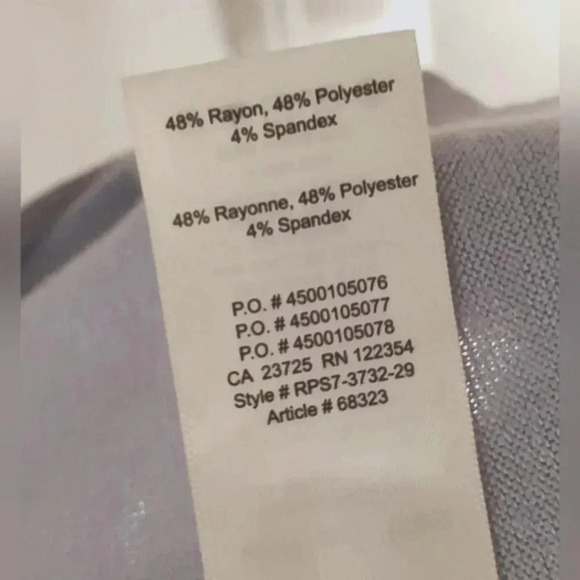 48% Rayon, 48% Polyester
4% Spandex
48% Rayonne, 48% Polyester
4% Spandex
P.O. # 4500105076
P.O. # 4500105077
P.O. # 4500105078
CA 23725 RN 122354
Style # RPS7-3732-29
Article # 68323